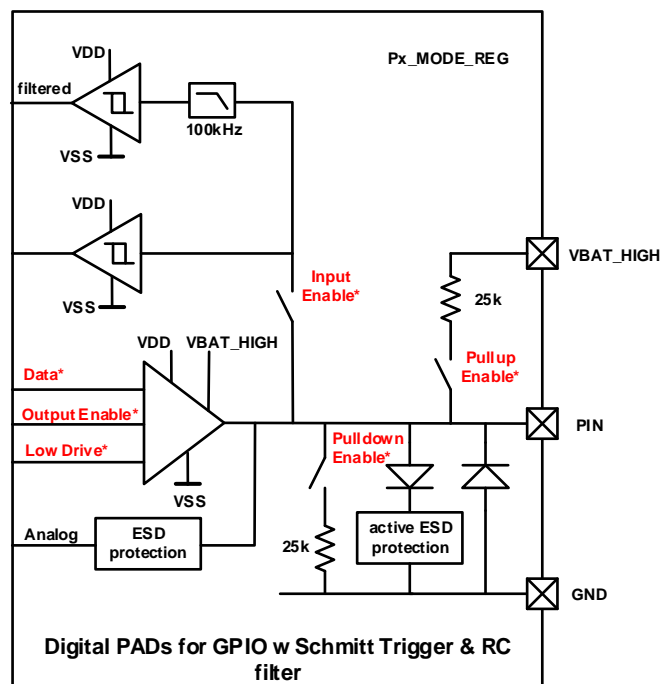 Px_MODE_REG
VDD
filtered
100kHz
VSS
VDD
VSS
Input
Enable*
VBAT_HIGH
25k
Pull up
Enable*
VDD
VBAT_HIGH
Data*
Output Enable*
Low Drive*
VSS
PIN
Pulldown
Enable*
Analog
ESD
protection
25k
active ESD
protection
GND
Digital PADs for GPIO w Schmitt Trigger & RC
filter